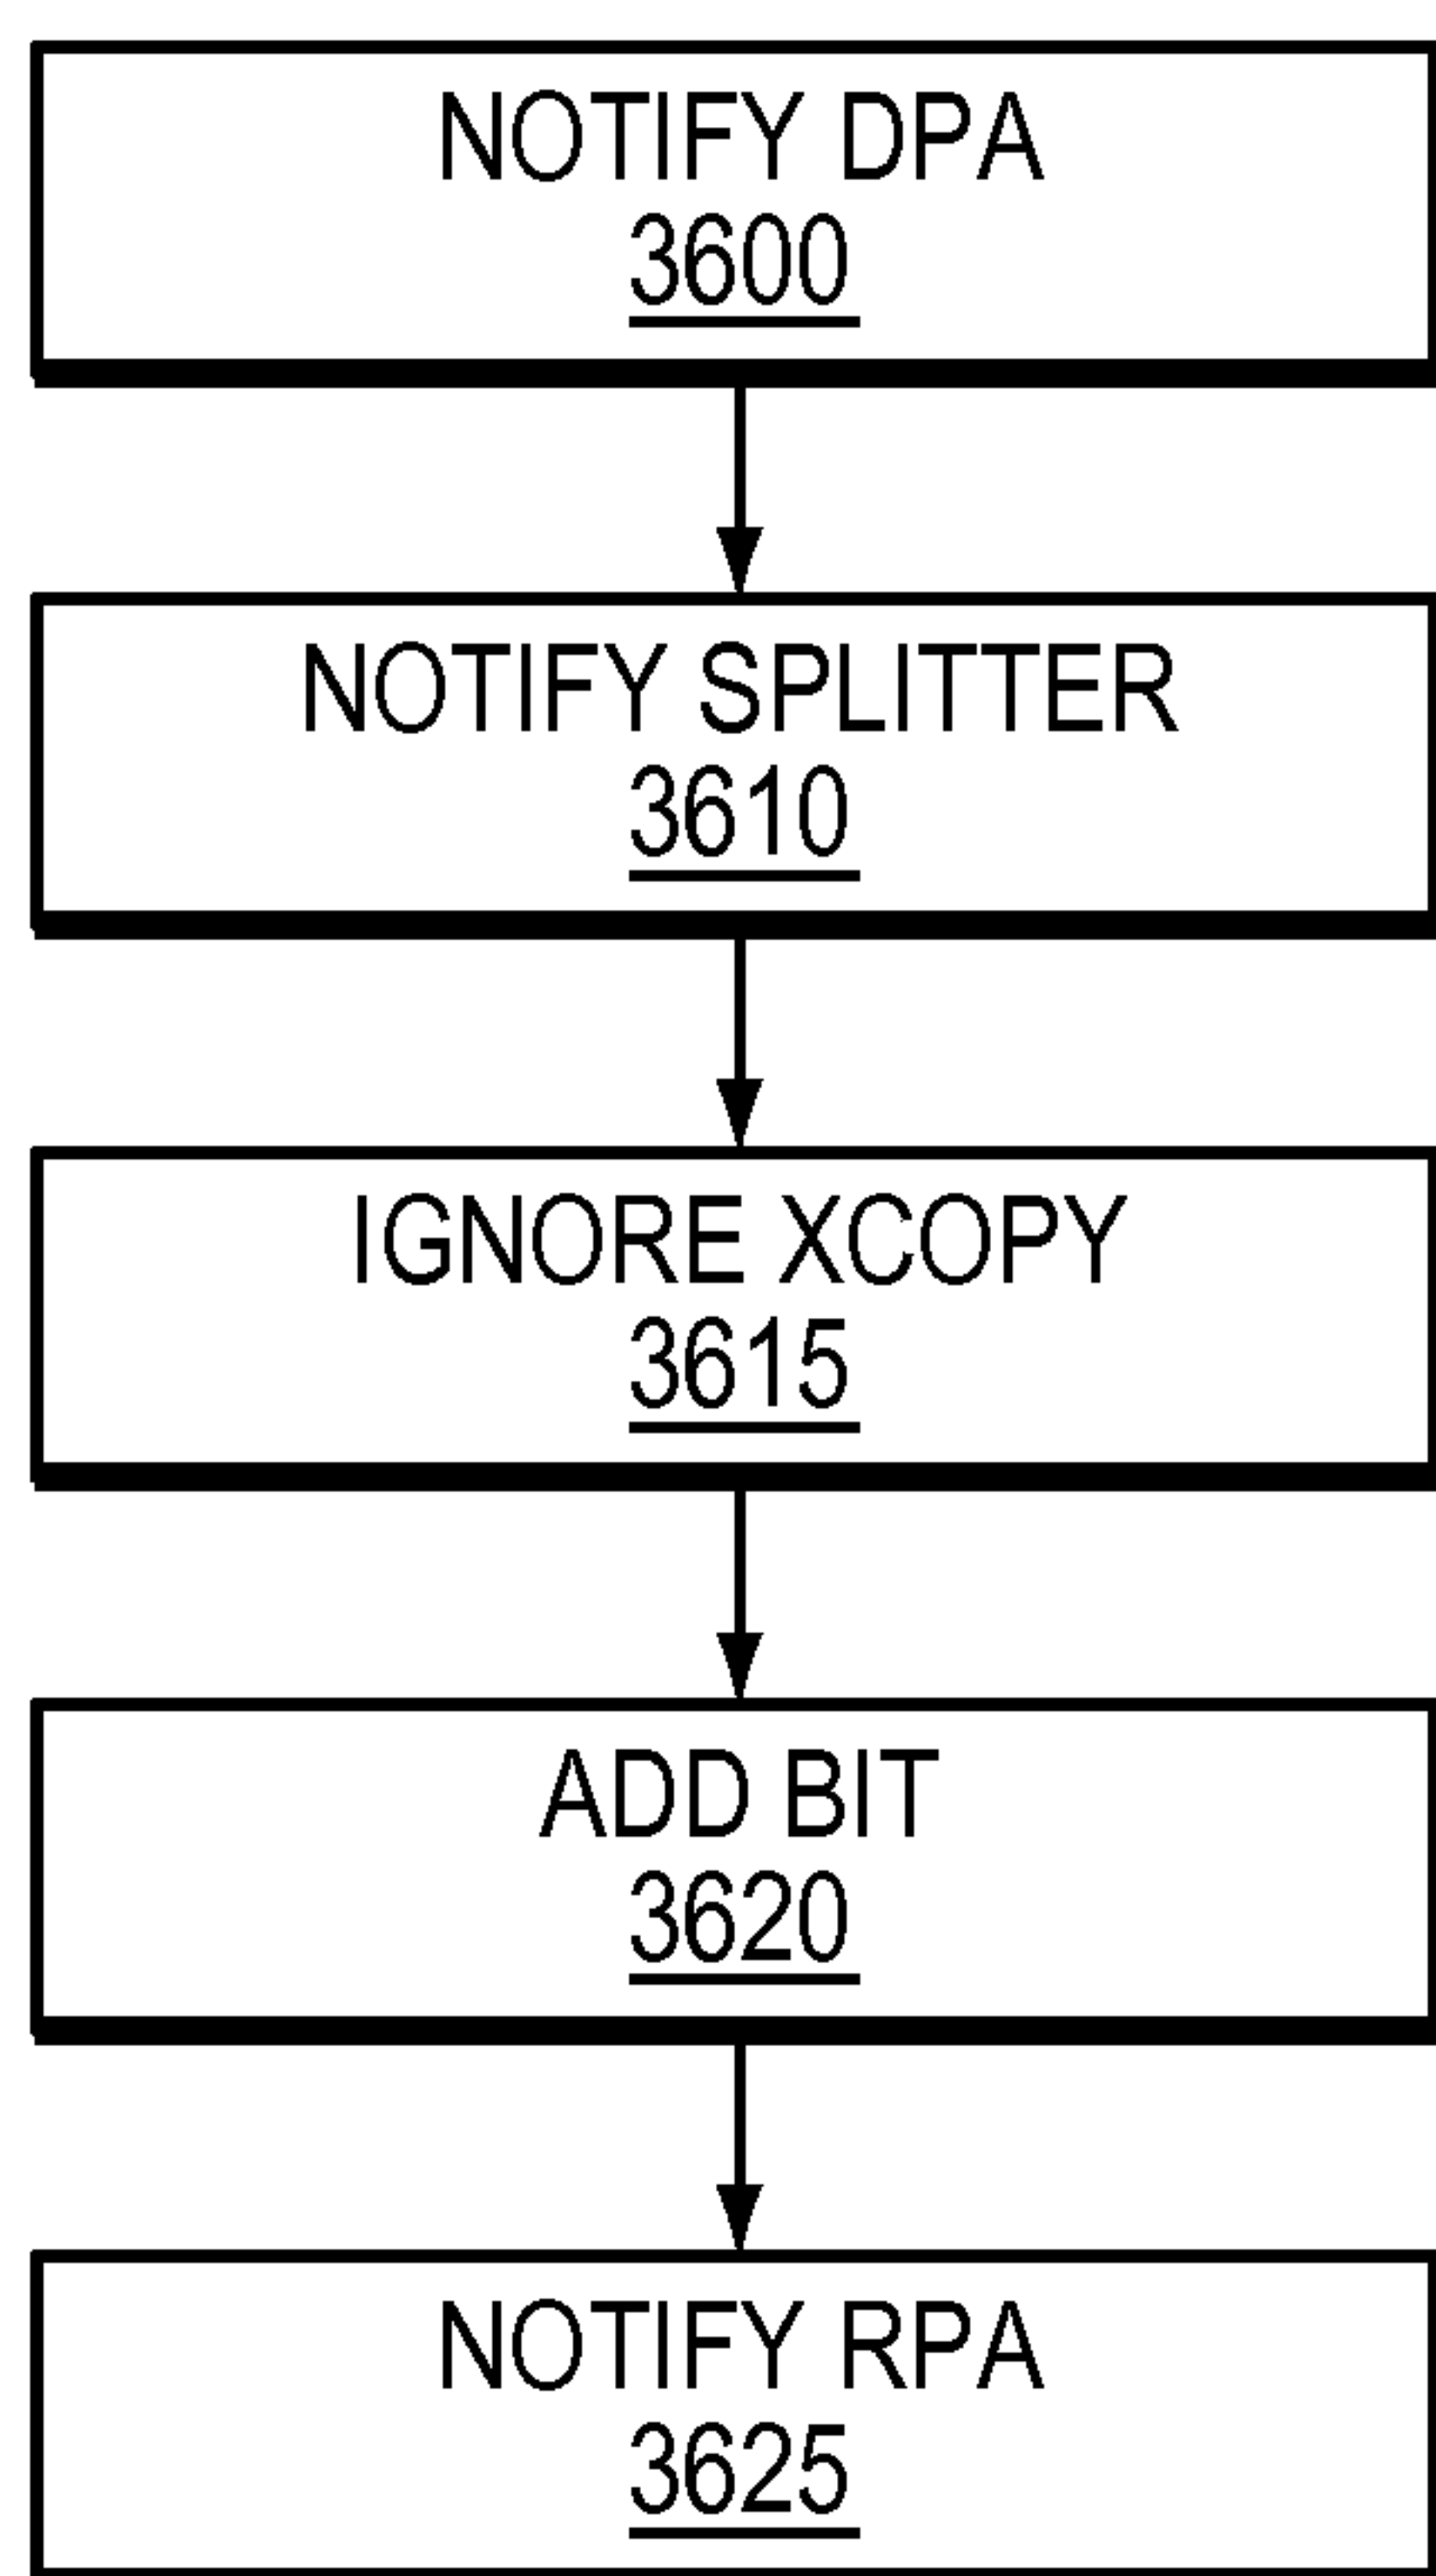 NOTIFY DPA
3600
NOTIFY SPLITTER
3610
IGNORE XCOPY
3615
ADD BIT
3620
NOTIFY RPA
3625